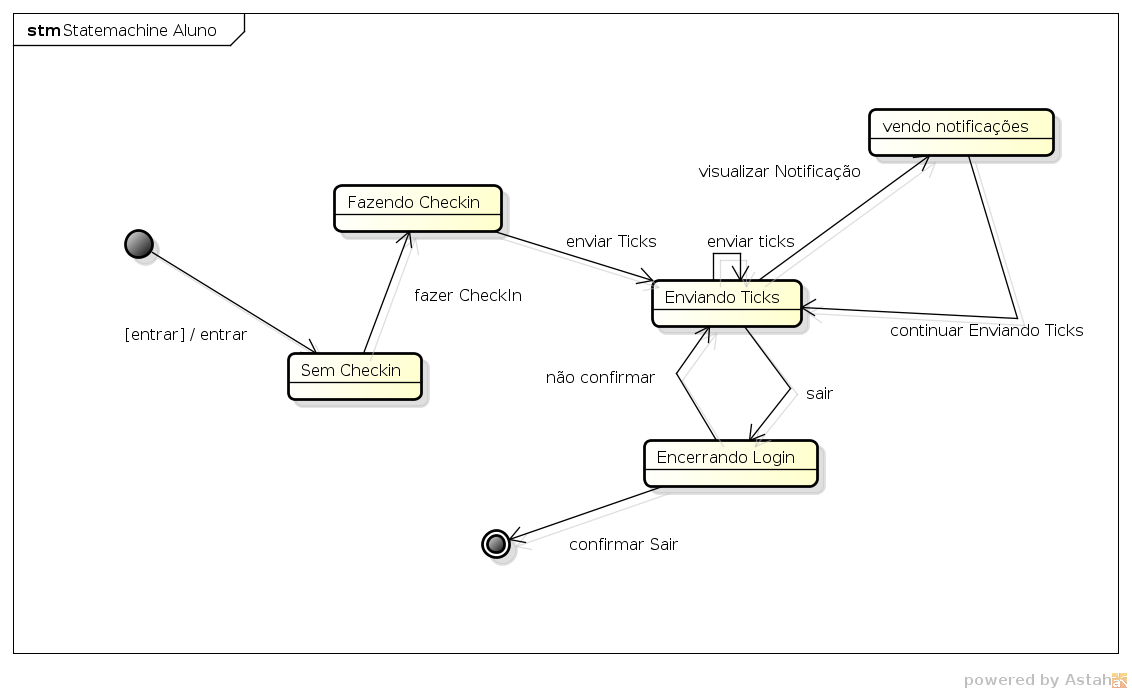 stm Statemachine Aluno
vendo notificações
visualizar Notificação
Fazendo Checkin
enviar Ticks
enviar ticks
Enviando Ticks
fazer CheckIn
[entrar] / entrar
continuar Enviando Ticks
Sem Checkin
não confirmar
sair
Encerrando Login
confirmar Sair
powered by Astah